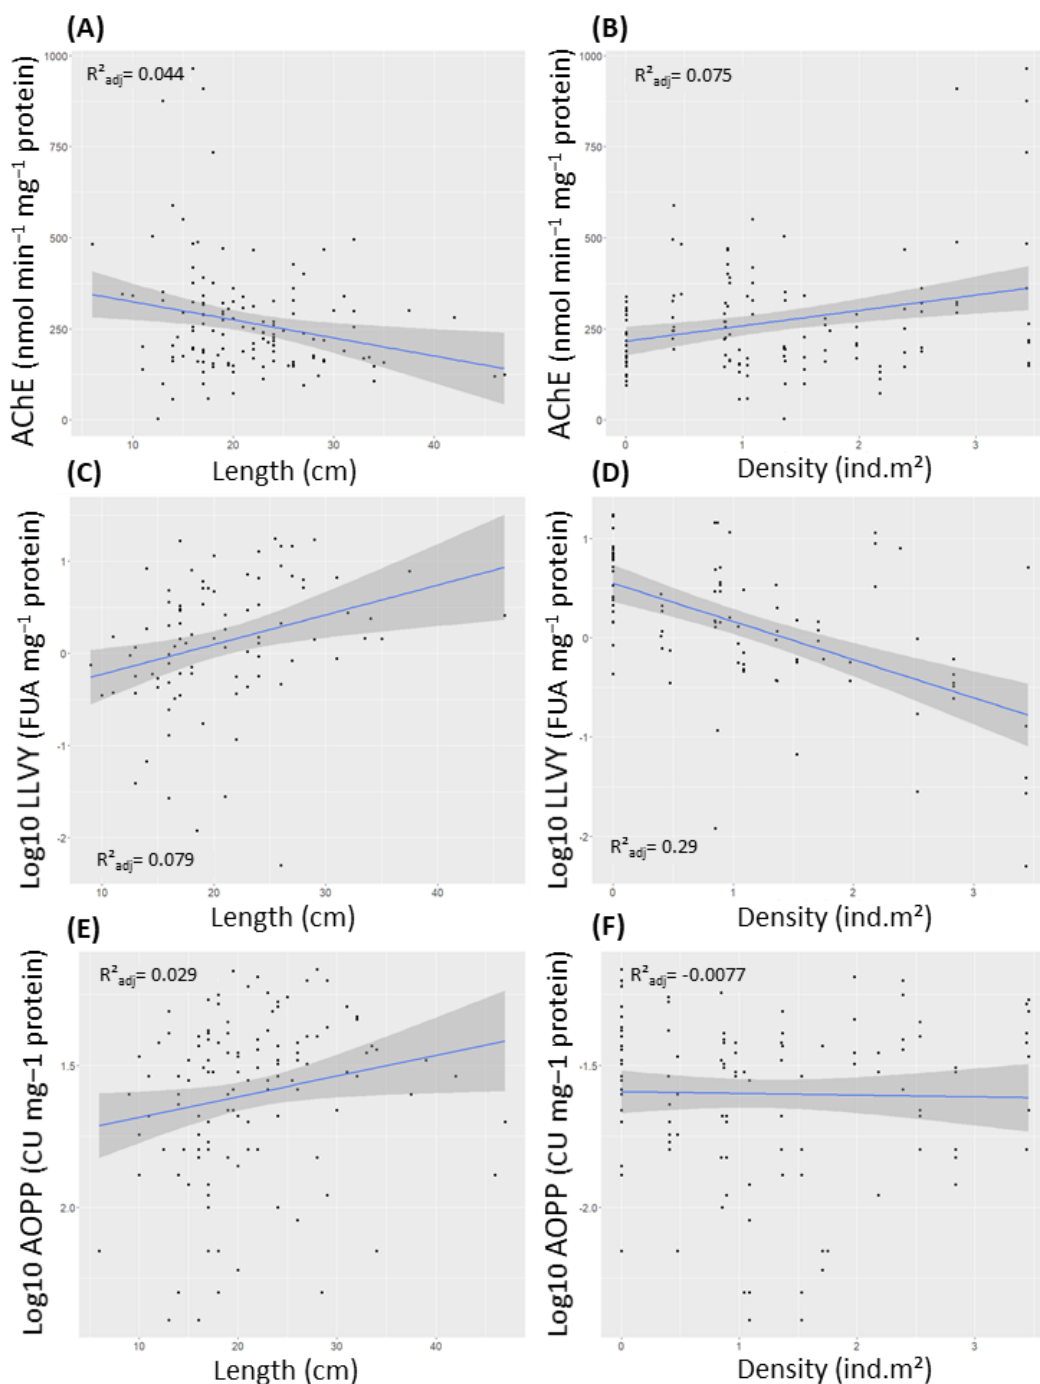 (A)
R²adj= 0.044
AChE (nmol min⁻¹ mg⁻¹ protein)
1000
750
500
250
0
10 20 30 40
Length (cm)
(B)
R²adj= 0.075
AChE (nmol min⁻¹ mg⁻¹ protein)
1000
750
500
250
0
0 1 2 3
Density (ind.m²)
(C)
Log10 LLVY (FUA mg⁻¹ protein)
1
0
-1
-2
R²adj= 0.079
10 20 30 40
Length (cm)
(D)
Log10 LLVY (FUA mg⁻¹ protein)
1
0
-1
-2
R²adj= 0.29
0 1 2 3
Density (ind.m²)
(E)
R²adj= 0.029
Log10 AOPP (CU mg–1 protein)
1.5
2.0
10 20 30 40
Length (cm)
(F)
R²adj= -0.0077
Log10 AOPP (CU mg–1 protein)
-1.5
-2.0
0 1 2 3
Density (ind.m²)